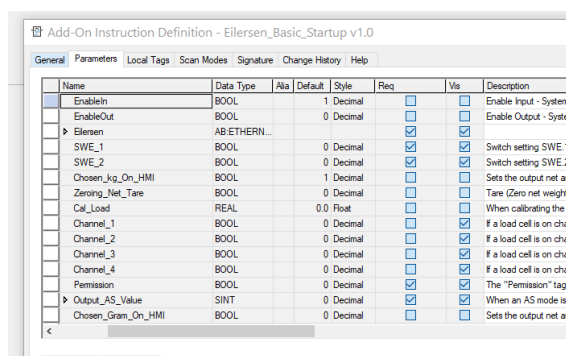 Add-On Instruction Definition - Eilersen_Basic_Startup v1.0
General Parameters Local Tags Scan Modes Signature Change History Help
Name Data Type Alia Default Style Req Vis Description
EnableIn BOOL 1 Decimal Enable Input - System
EnableOut BOOL 0 Decimal Enable Output - Syste
Eilersen AB:ETHERN...
SWE_1 BOOL 0 Decimal Switch setting SWE.1
SWE_2 BOOL 0 Decimal Switch setting SWE.2
Chosen_kg_On_HMI BOOL 1 Decimal Sets the output net a
Zeroing_Net_Tare BOOL 0 Decimal Tare (Zero net weight
Cal_Load REAL 0.0 Float When calibrating the
Channel_1 BOOL 0 Decimal If a load cell is on cha
Channel_2 BOOL 0 Decimal If a load cell is on cha
Channel_3 BOOL 0 Decimal If a load cell is on cha
Channel_4 BOOL 0 Decimal If a load cell is on cha
Permission BOOL 0 Decimal The "Permission" tag
Output_AS_Value SINT 0 Decimal When an AS mode is
Chosen_Gram_On_HMI BOOL 0 Decimal Sets the output net a